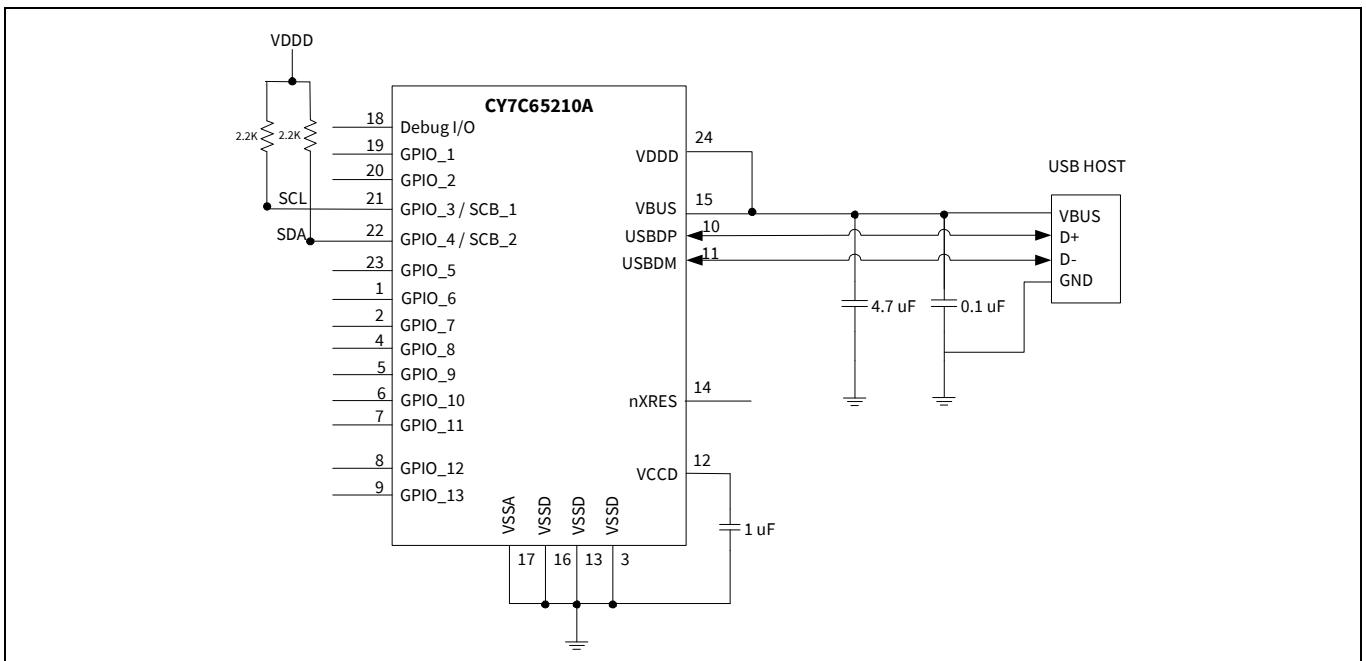 VDDD
2.2K 2.2K
SCL
SDA
CY7C65210A
18 Debug I/O
19 GPIO_1
20 GPIO_2
21 GPIO_3 / SCB_1
22 GPIO_4 / SCB_2
23 GPIO_5
1 GPIO_6
2 GPIO_7
4 GPIO_8
5 GPIO_9
6 GPIO_10
7 GPIO_11
8 GPIO_12
9 GPIO_13
VDDD 24
VBUS 15
USBDP 10
USBDM 11
nXRES 14
VCCD 12
VSSA VSSD VSSD VSSD
17 16 13 3
1 uF
4.7 uF 0.1 uF
USB HOST
VBUS
D+
D-
GND